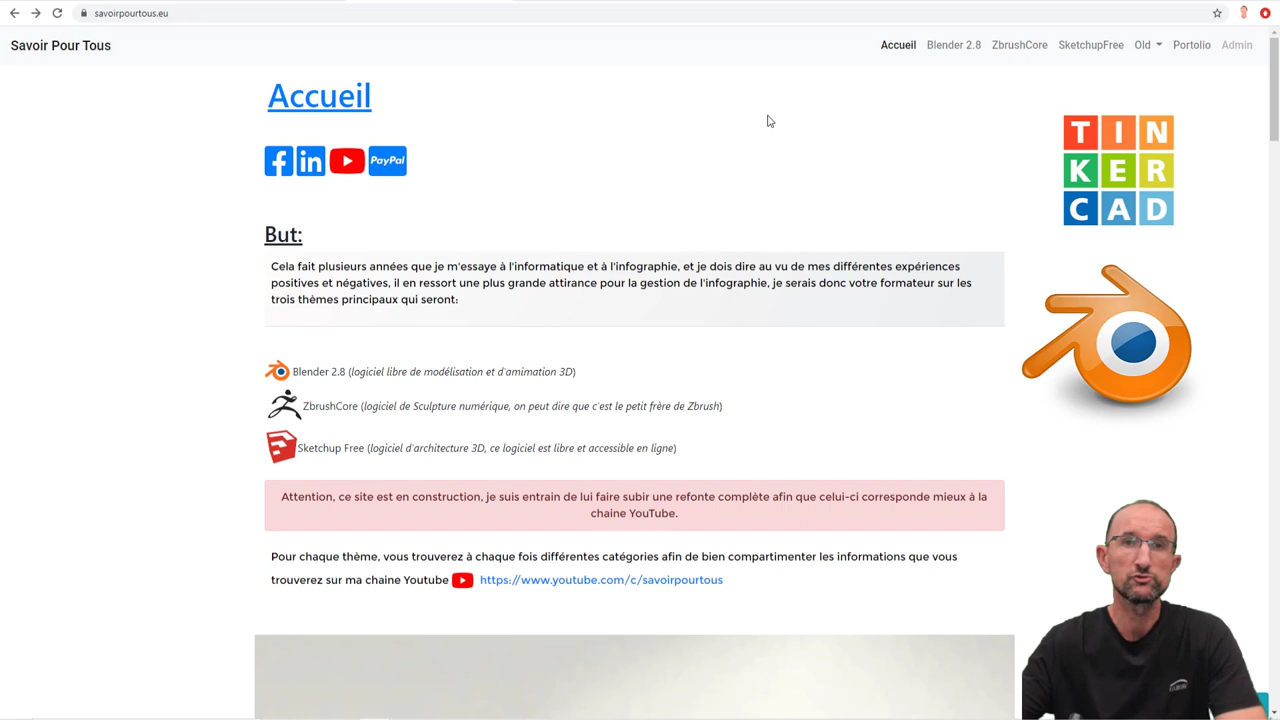 savoirpourtous.eu
Savoir Pour Tous
Accueil
Blender 2.8
ZbrushCore
SketchupFree
Old
Portolio
Admin
Accueil
PayPal
TIN
KER
CAD
But:
Cela fait plusieurs années que je m'essaye à l'informatique et à l'infographie, et je dois dire au vu de mes différentes expériences
positives et négatives, il en ressort une plus grande attirance pour la gestion de l'infographie, je serais donc votre formateur sur les
trois thèmes principaux qui seront:
Blender 2.8 (logiciel libre de modélisation et d'amimation 3D)
ZbrushCore (logiciel de Sculpture numérique, on peut dire que c'est le petit frère de Zbrush)
Sketchup Free (logiciel d'architecture 3D, ce logiciel est libre et accessible en ligne)
Attention, ce site est en construction, je suis entrain de lui faire subir une refonte complète afin que celui-ci corresponde mieux à la
chaine YouTube.
Pour chaque thème, vous trouverez à chaque fois différentes catégories afin de bien compartimenter les informations que vous
trouverez sur ma chaine Youtube https://www.youtube.com/c/savoirpourtous